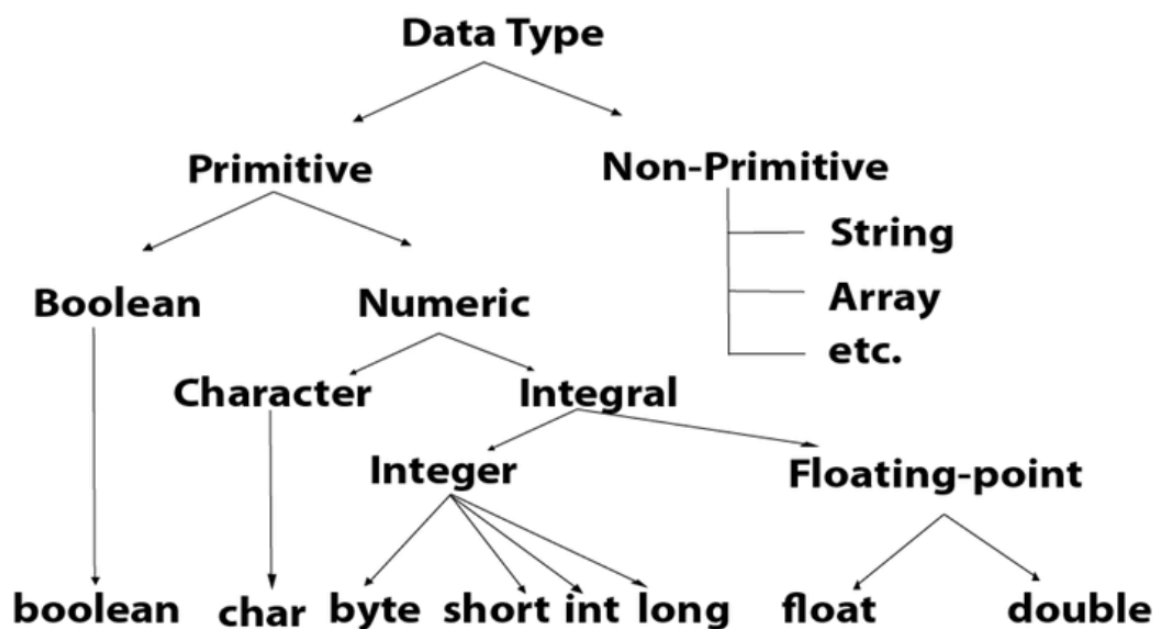 Data Type
Primitive
Non-Primitive
String
Array
etc.
Boolean
Numeric
Character
Integral
Integer
Floating-point
boolean
char
byte
short
int
long
float
double